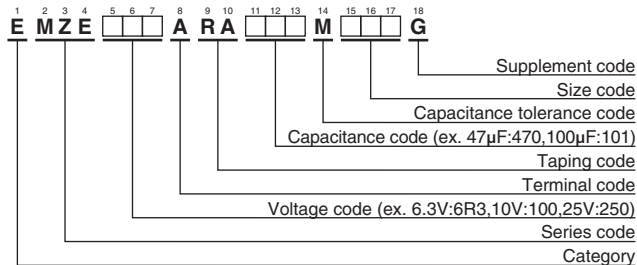 1 2 3 4 5 6 7 8 9 10 11 12 13 14 15 16 17 18
E M Z E A R A M G
Supplement code
Size code
Capacitance tolerance code
Capacitance code (ex. 47μF:470,100μF:101)
Taping code
Terminal code
Voltage code (ex. 6.3V:6R3,10V:100,25V:250)
Series code
Category